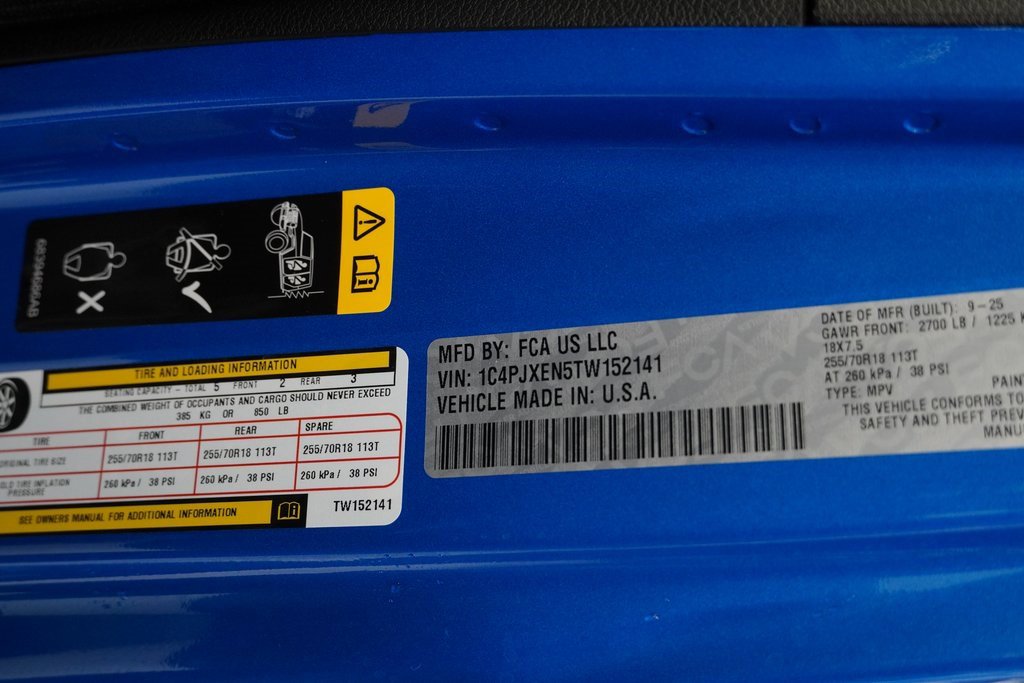 68394086AB
TIRE AND LOADING INFORMATION
SEATING CAPACITY - TOTAL 5 FRONT 2 REAR 3
THE COMBINED WEIGHT OF OCCUPANTS AND CARGO SHOULD NEVER EXCEED
385 KG OR 850 LB
TIRE FRONT REAR SPARE
ORIGINAL TIRE SIZE 255/70R18 113T 255/70R18 113T 255/70R18 113T
OLD TIRE INFLATION PRESSURE 260 kPa / 38 PSI 260 kPa / 38 PSI 260 kPa / 38 PSI
SEE OWNERS MANUAL FOR ADDITIONAL INFORMATION
TW152141
MFD BY: FCA US LLC
VIN: 1C4PJXEN5TW152141
VEHICLE MADE IN: U.S.A.
DATE OF MFR (BUILT): 9-25
GAWR FRONT: 2700 LB / 1225 K
18X7.5
255/70R18 113T
AT 260 kPa / 38 PSI
TYPE: MPV
PAIN
THIS VEHICLE CONFORMS TO
SAFETY AND THEFT PREV
MANU